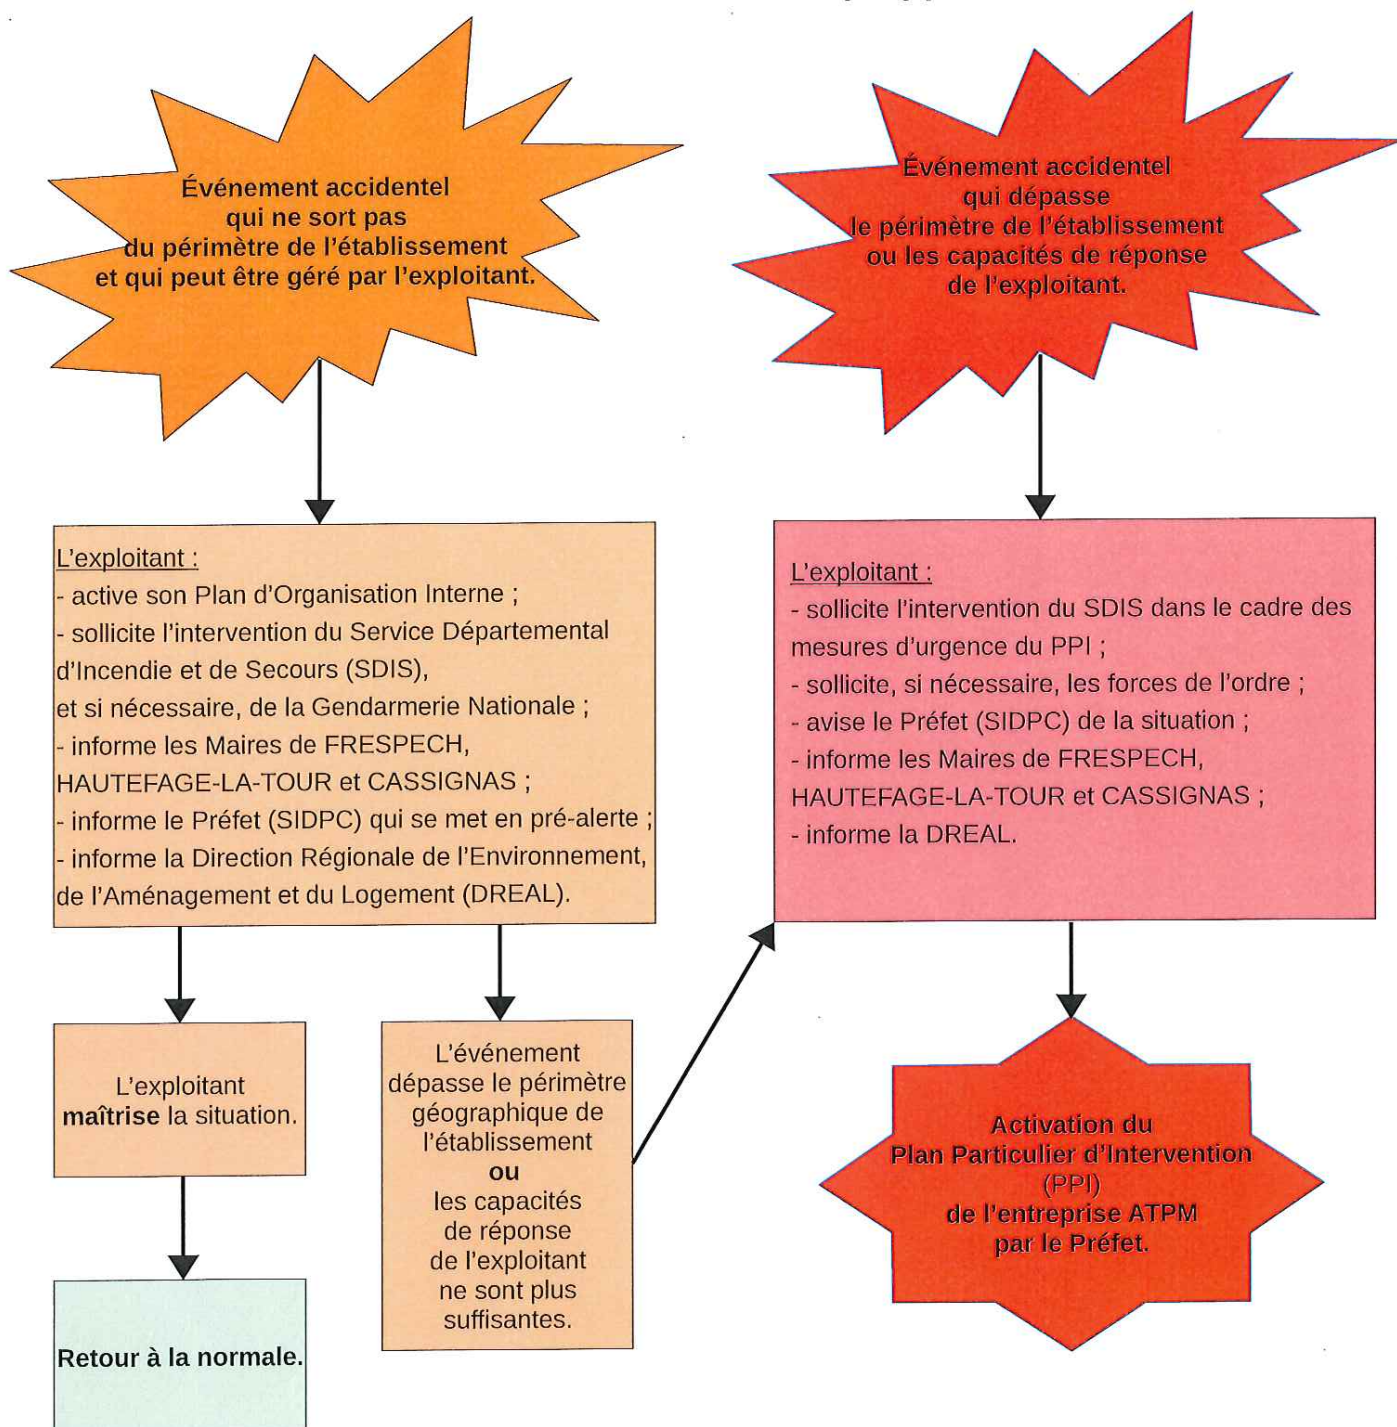 Événement accidentel
qui ne sort pas
du périmètre de l'établissement
et qui peut être géré par l'exploitant.
Événement accidentel
qui dépasse
le périmètre de l'établissement
ou les capacités de réponse
de l'exploitant.
L'exploitant :
- active son Plan d'Organisation Interne ;
- sollicite l'intervention du Service Départemental
d'Incendie et de Secours (SDIS),
et si nécessaire, de la Gendarmerie Nationale ;
- informe les Maires de FRESPECH,
HAUTEFAGE-LA-TOUR et CASSIGNAS ;
- informe le Préfet (SIDPC) qui se met en pré-alerte ;
- informe la Direction Régionale de l'Environnement,
de l'Aménagement et du Logement (DREAL).
L'exploitant :
- sollicite l'intervention du SDIS dans le cadre des
mesures d'urgence du PPI ;
- sollicite, si nécessaire, les forces de l'ordre ;
- avise le Préfet (SIDPC) de la situation ;
- informe les Maires de FRESPECH,
HAUTEFAGE-LA-TOUR et CASSIGNAS ;
- informe la DREAL.
L'exploitant
maîtrise la situation.
L'événement
dépasse le périmètre
géographique de
l'établissement
ou
les capacités
de réponse
de l'exploitant
ne sont plus
suffisantes.
Activation du
Plan Particulier d'Intervention
(PPI)
de l'entreprise ATPM
par le Préfet.
Retour à la normale.